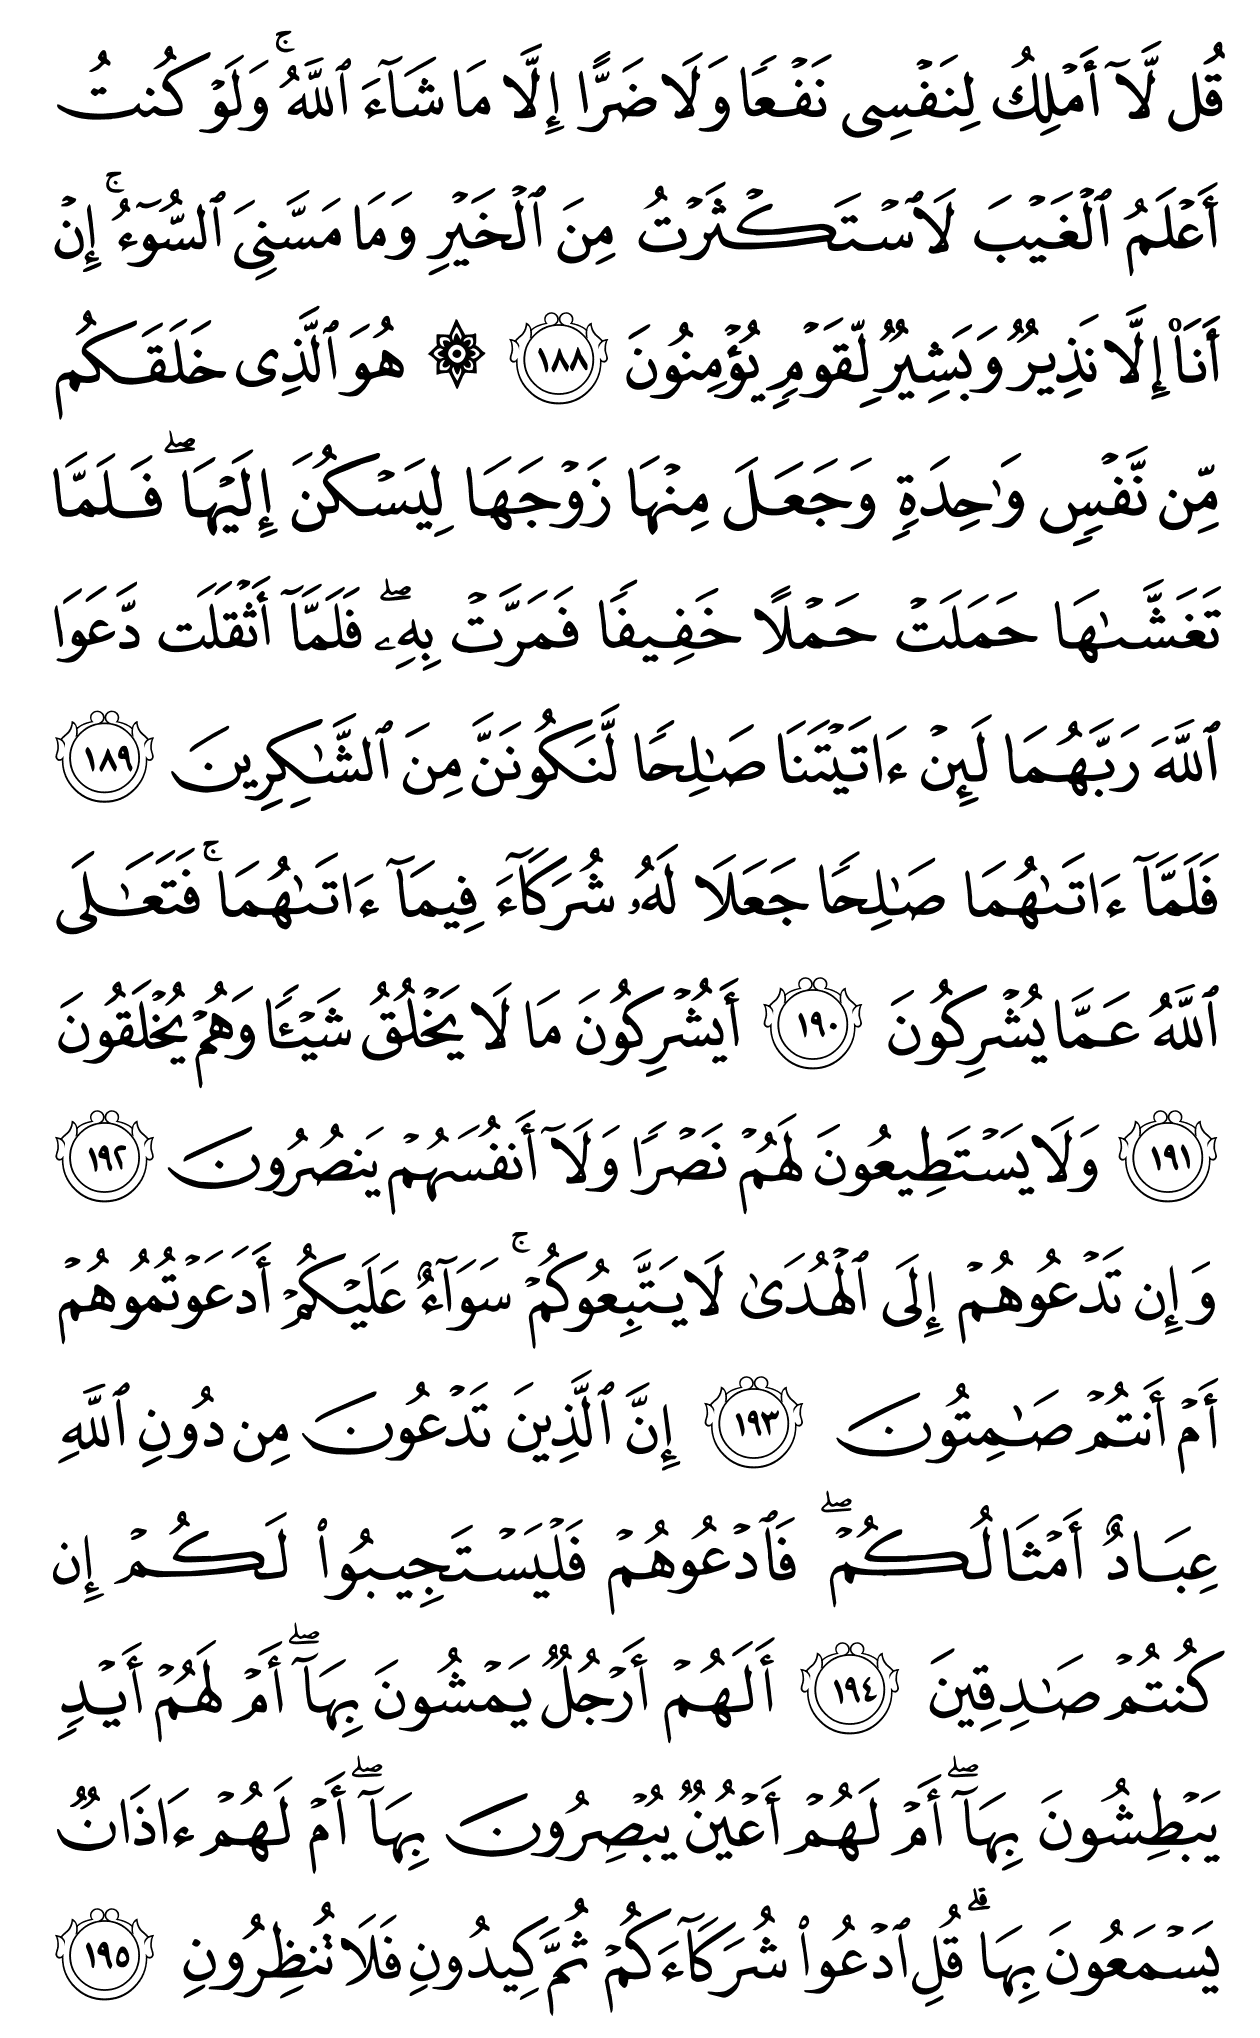 قُل لَّآ أَمۡلِكُ لِنَفۡسِي نَفۡعٗا وَلَا ضَرًّا إِلَّا مَا شَآءَ ٱللَّهُۚ وَلَوۡ كُنتُ
أَعۡلَمُ ٱلۡغَيۡبَ لَٱسۡتَكۡثَرۡتُ مِنَ ٱلۡخَيۡرِ وَمَا مَسَّنِيَ ٱلسُّوٓءُۚ إِنۡ
أَنَا۠ إِلَّا نَذِيرٞ وَبَشِيرٞ لِّقَوۡمٖ يُؤۡمِنُونَ ١٨٨ ۞ هُوَ ٱلَّذِي خَلَقَكُم
مِّن نَّفۡسٖ وَٰحِدَةٖ وَجَعَلَ مِنۡهَا زَوۡجَهَا لِيَسۡكُنَ إِلَيۡهَاۖ فَلَمَّا
تَغَشَّىٰهَا حَمَلَتۡ حَمۡلًا خَفِيفٗا فَمَرَّتۡ بِهِۦۖ فَلَمَّآ أَثۡقَلَت دَّعَوَا
ٱللَّهَ رَبَّهُمَا لَئِنۡ ءَاتَيۡتَنَا صَٰلِحٗا لَّنَكُونَنَّ مِنَ ٱلشَّٰكِرِينَ ١٨٩
فَلَمَّآ ءَاتَىٰهُمَا صَٰلِحٗا جَعَلَا لَهُۥ شُرَكَآءَ فِيمَآ ءَاتَىٰهُمَاۚ فَتَعَٰلَى
ٱللَّهُ عَمَّا يُشۡرِكُونَ ١٩٠ أَيُشۡرِكُونَ مَا لَا يَخۡلُقُ شَيۡـٔٗا وَهُمۡ يُخۡلَقُونَ
١٩١ وَلَا يَسۡتَطِيعُونَ لَهُمۡ نَصۡرٗا وَلَآ أَنفُسَهُمۡ يَنصُرُونَ ١٩٢
وَإِن تَدۡعُوهُمۡ إِلَى ٱلۡهُدَىٰ لَا يَتَّبِعُوكُمۡۚ سَوَآءٌ عَلَيۡكُمۡ أَدَعَوۡتُمُوهُمۡ
أَمۡ أَنتُمۡ صَٰمِتُونَ ١٩٣ إِنَّ ٱلَّذِينَ تَدۡعُونَ مِن دُونِ ٱللَّهِ
عِبَادٌ أَمۡثَالُكُمۡۖ فَٱدۡعُوهُمۡ فَلۡيَسۡتَجِيبُواْ لَكُمۡ إِن
كُنتُمۡ صَٰدِقِينَ ١٩٤ أَلَهُمۡ أَرۡجُلٞ يَمۡشُونَ بِهَآۖ أَمۡ لَهُمۡ أَيۡدٖ
يَبۡطِشُونَ بِهَآۖ أَمۡ لَهُمۡ أَعۡيُنٞ يُبۡصِرُونَ بِهَآۖ أَمۡ لَهُمۡ ءَاذَانٞ
يَسۡمَعُونَ بِهَاۗ قُلِ ٱدۡعُواْ شُرَكَآءَكُمۡ ثُمَّ كِيدُونِ فَلَا تُنظِرُونِ ١٩٥